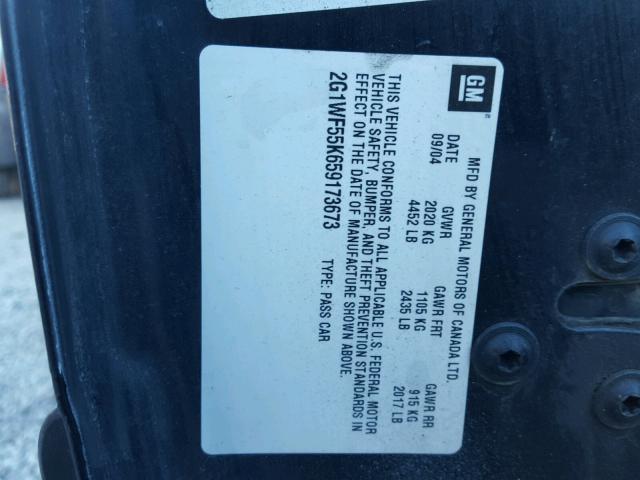 GM
MFD BY GENERAL MOTORS OF CANADA LTD.
DATE GVWR GAWR FRT GAWR RR
09/04 2020 KG 1105 KG 915 KG
4452 LB 2435 LB 2017 LB
THIS VEHICLE CONFORMS TO ALL APPLICABLE U.S. FEDERAL MOTOR
VEHICLE SAFETY, BUMPER, AND THEFT PREVENTION STANDARDS IN
EFFECT ON THE DATE OF MANUFACTURE SHOWN ABOVE.
2G1WF55K659173673 TYPE: PASS CAR